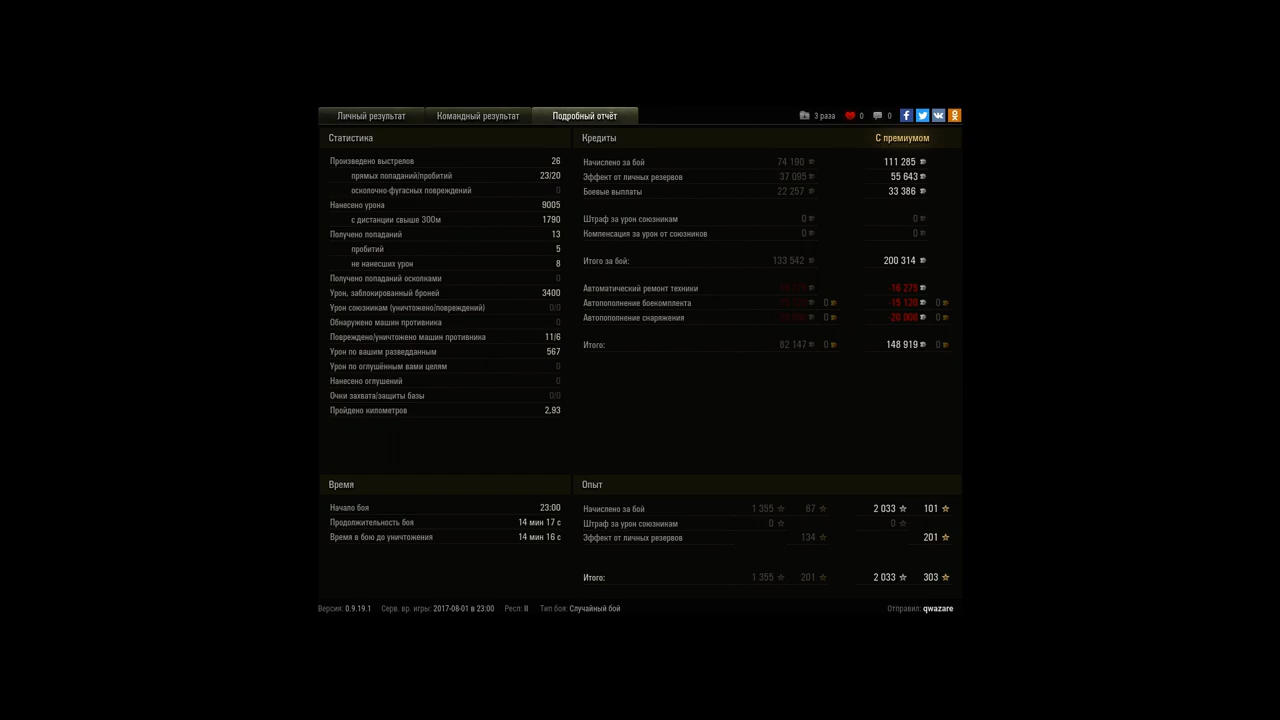 Личный результат Командный результат Подробный отчёт 3 раза 0 0
Статистика
Произведено выстрелов 26
прямых попаданий/пробитий 23/20
осколочно-фугасных повреждений 0
Нанесено урона 9005
с дистанции свыше 300м 1790
Получено попаданий 13
пробитий 5
не нанесших урон 8
Получено попаданий осколками 0
Урон, заблокированный броней 3400
Урон союзникам (уничтожено/повреждений) 0/0
Обнаружено машин противника 0
Повреждено/уничтожено машин противника 11/6
Урон по вашим разведданным 567
Урон по оглушённым вами целям 0
Нанесено оглушений 0
Очки захвата/защиты базы 0/0
Пройдено километров 2,93
Кредиты С премиумом
Начислено за бой 74 190 111 285
Эффект от личных резервов 37 095 55 643
Боевые выплаты 22 257 33 386
Штраф за урон союзникам 0 0
Компенсация за урон от союзников 0 0
Итого за бой: 133 542 200 314
Автоматический ремонт техники -16 275
Автопополнение боекомплекта 0 -15 120 0
Автопополнение снаряжения 0 -20 000 0
Итого: 82 147 0 148 919 0
Время
Начало боя 23:00
Продолжительность боя 14 мин 17 с
Время в бою до уничтожения 14 мин 16 с
Опыт
Начислено за бой 1 355 67 2 033 101
Штраф за урон союзникам 0 0
Эффект от личных резервов 134 201
Итого: 1 355 201 2 033 303
Версия: 0.9.19.1 Серв. вр. игры: 2017-08-01 в 23:00 Респ: II Тип боя: Случайный бой Отправил: qwazare